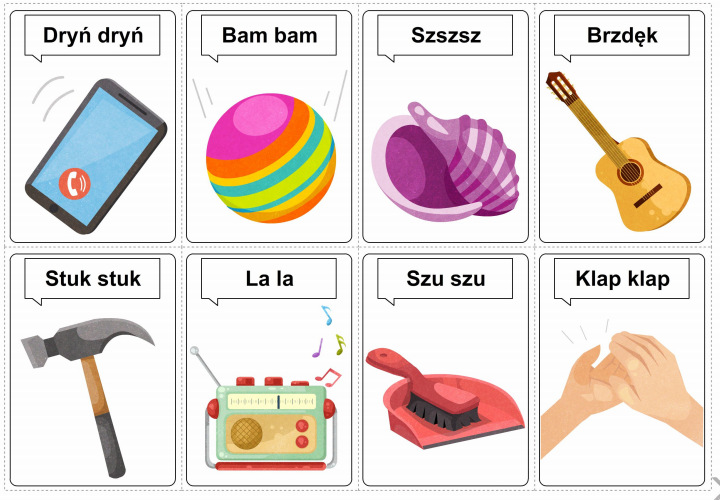 Dryń dryń
Bam bam
Szszsz
Brzdęk
Stuk stuk
La la
Szu szu
Klap klap